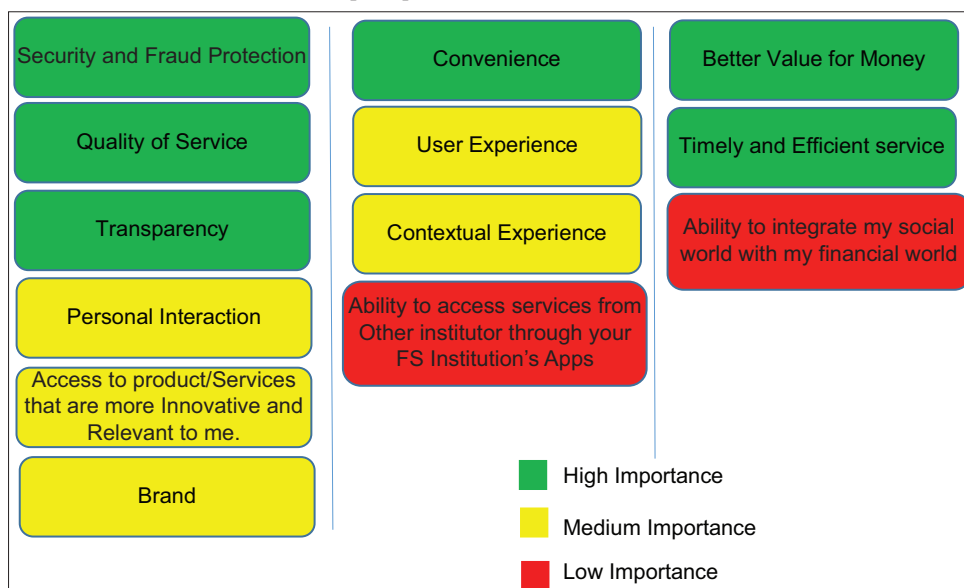 Security and Fraud Protection
Quality of Service
Transparency
Personal Interaction
Access to product/Services
that are more Innovative and
Relevant to me.
Brand
Convenience
User Experience
Contextual Experience
Ability to access services from
Other institutor through your
FS Institution's Apps
Better Value for Money
Timely and Efficient service
Ability to integrate my social
world with my financial world
High Importance
Medium Importance
Low Importance